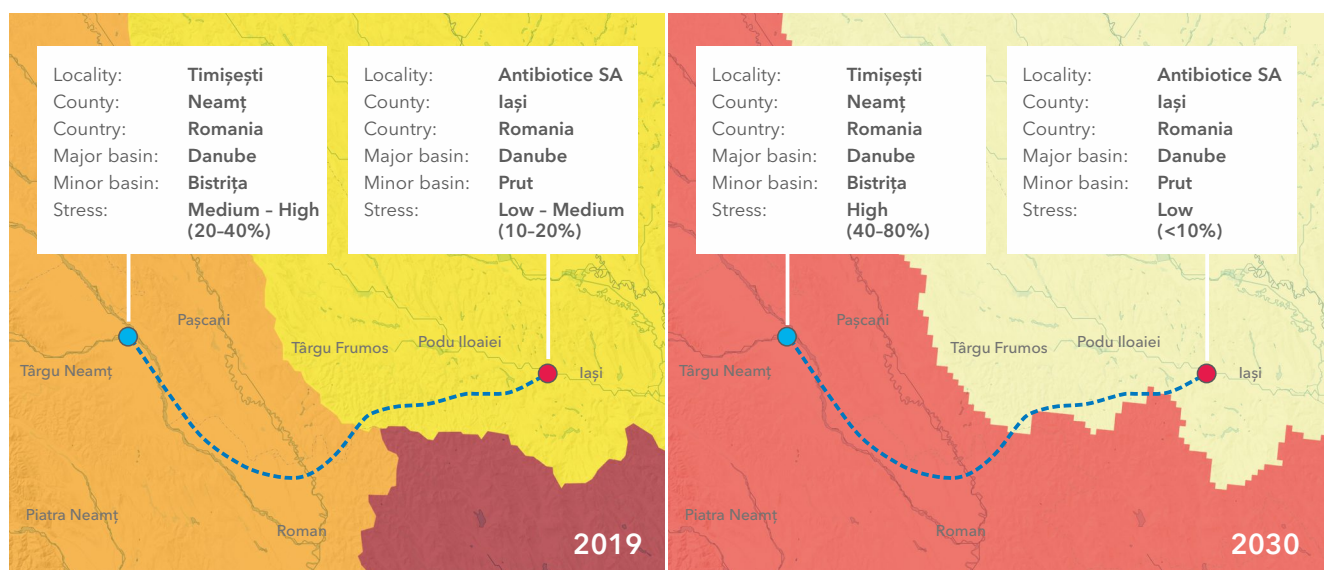 Locality: Timișești
County: Neamț
Country: Romania
Major basin: Danube
Minor basin: Bistrița
Stress: Medium – High
(20–40%)
Locality: Antibiotice SA
County: Iași
Country: Romania
Major basin: Danube
Minor basin: Prut
Stress: Low – Medium
(10–20%)
Pașcani
Târgu Frumos
Podu Iloaiei
Târgu Neamț
Iași
Piatra Neamț
Roman
2019
Locality: Timișești
County: Neamț
Country: Romania
Major basin: Danube
Minor basin: Bistrița
Stress: High
(40–80%)
Locality: Antibiotice SA
County: Iași
Country: Romania
Major basin: Danube
Minor basin: Prut
Stress: Low
(<10%)
Pașcani
Târgu Frumos
Podu Iloaiei
Târgu Neamț
Iași
Piatra Neamț
Roman
2030